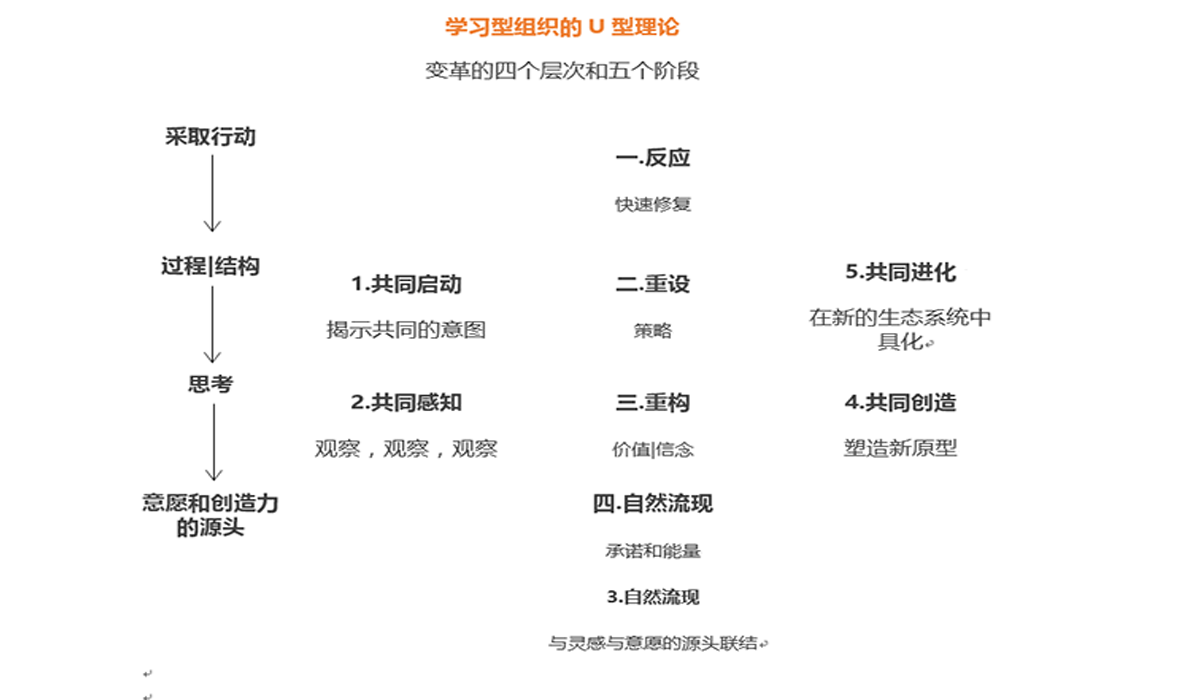 学习型组织的 U 型理论
变革的四个层次和五个阶段
采取行动
一.反应
快速修复
过程|结构
1.共同启动
二.重设
5.共同进化
揭示共同的意图
策略
在新的生态系统中
具化
思考
2.共同感知
三.重构
4.共同创造
观察，观察，观察
价值|信念
塑造新原型
意愿和创造力
的源头
四.自然流现
承诺和能量
3.自然流现
与灵感与意愿的源头联结